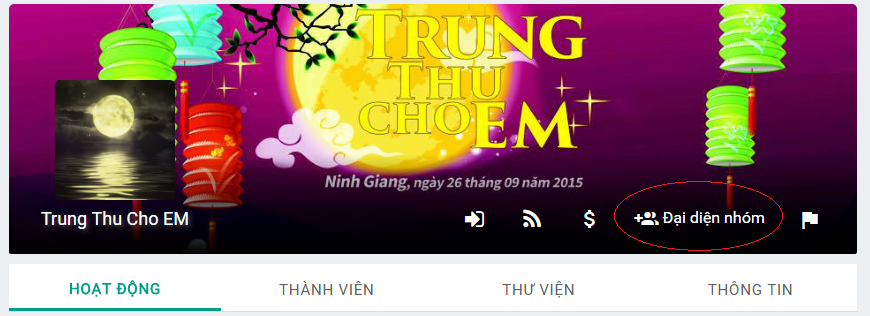 TRUNG
THU
CHO EM
Ninh Giang, ngày 26 tháng 09 năm 2015
Trung Thu Cho EM
$ Đại diện nhóm
HOẠT ĐỘNG THÀNH VIÊN THƯ VIỆN THÔNG TIN